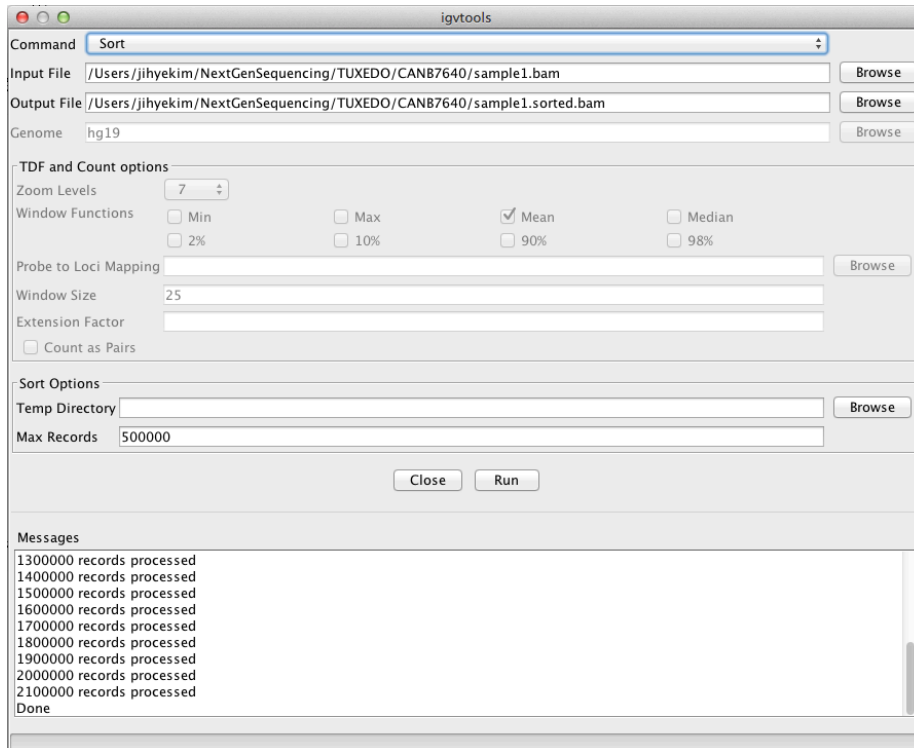 igvtools
Command Sort
Input File /Users/jihyekim/NextGenSequencing/TUXEDO/CANB7640/sample1.bam Browse
Output File /Users/jihyekim/NextGenSequencing/TUXEDO/CANB7640/sample1.sorted.bam Browse
Genome hg19 Browse
TDF and Count options
Zoom Levels 7
Window Functions Min Max Mean Median
2% 10% 90% 98%
Probe to Loci Mapping Browse
Window Size 25
Extension Factor
Count as Pairs
Sort Options
Temp Directory Browse
Max Records 500000
Close Run
Messages
1300000 records processed
1400000 records processed
1500000 records processed
1600000 records processed
1700000 records processed
1800000 records processed
1900000 records processed
2000000 records processed
2100000 records processed
Done